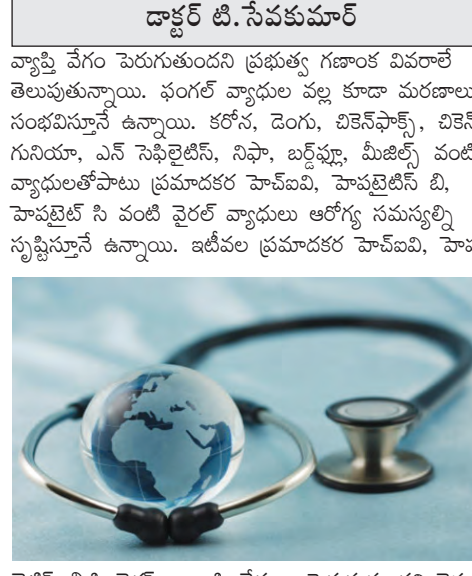 డాక్టర్ టి.సేవకుమార్
వ్యాప్తి వేగం పెరుగుతుందని ప్రభుత్వ గణాంక వివరాలే
తెలుపుతున్నాయి. ఫంగల్ వ్యాధుల వల్ల కూడా మరణాలు
సంభవిస్తూనే ఉన్నాయి. కరోన, డెంగు, చికెన్‌ఫాక్స్, చికెన్
గునియా, ఎన్ సెఫిలైటిస్, నిఫా, బర్డ్‌ఫ్లూ, మీజిల్స్ వంటి
వ్యాధులతోపాటు ప్రమాదకర హెచ్ఐవి, హెపటైటిస్ బి,
హెపటైట్ సి వంటి వైరల్ వ్యాధులు ఆరోగ్య సమస్యల్ని
సృష్టిస్తూనే ఉన్నాయి. ఇటీవల ప్రమాదకర హెచ్ఐవి,